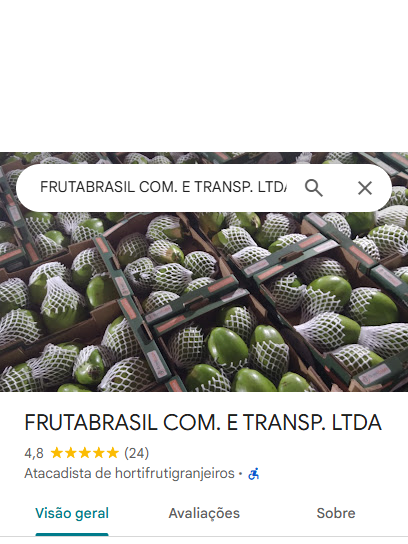 FRUTABRASIL COM. E TRANSP. LTDA
FRUTABRASIL COM. E TRANSP. LTDA
4,8 ★★★★★ (24)
Atacadista de hortifrutigranjeiros ·
Visão geral Avaliações Sobre